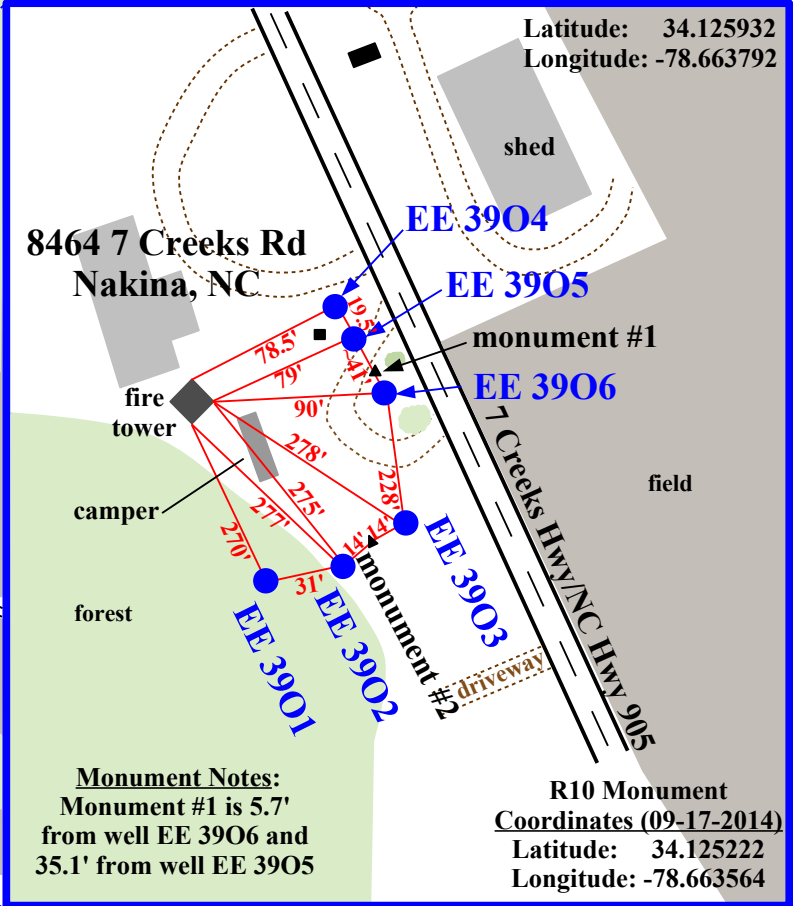 Latitude: 34.125932
Longitude: -78.663792
shed
8464 7 Creeks Rd
Nakina, NC
EE 39O4
EE 39O5
monument #1
EE 39O6
19.5'
~41'
78.5'
79'
90'
fire
tower
278'
275'
277'
270'
228'
camper
field
7 Creeks Hwy/NC Hwy 905
14'
14'
31'
forest
EE 39O1
EE 39O2
monument #2
EE 39O3
driveway
Monument Notes:
Monument #1 is 5.7'
from well EE 39O6 and
35.1' from well EE 39O5
R10 Monument
Coordinates (09-17-2014)
Latitude: 34.125222
Longitude: -78.663564